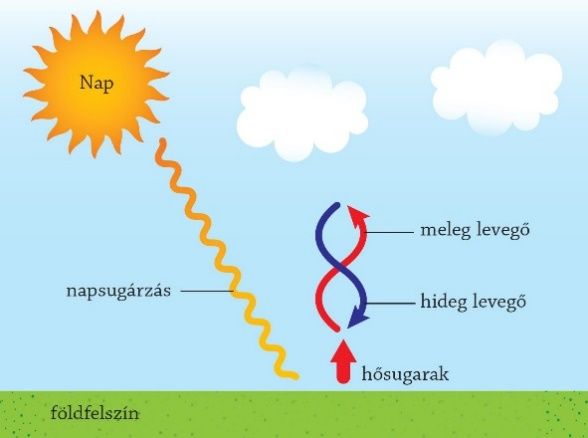 Nap
meleg levegő
napsugárzás
hideg levegő
hősugarak
földfelszín